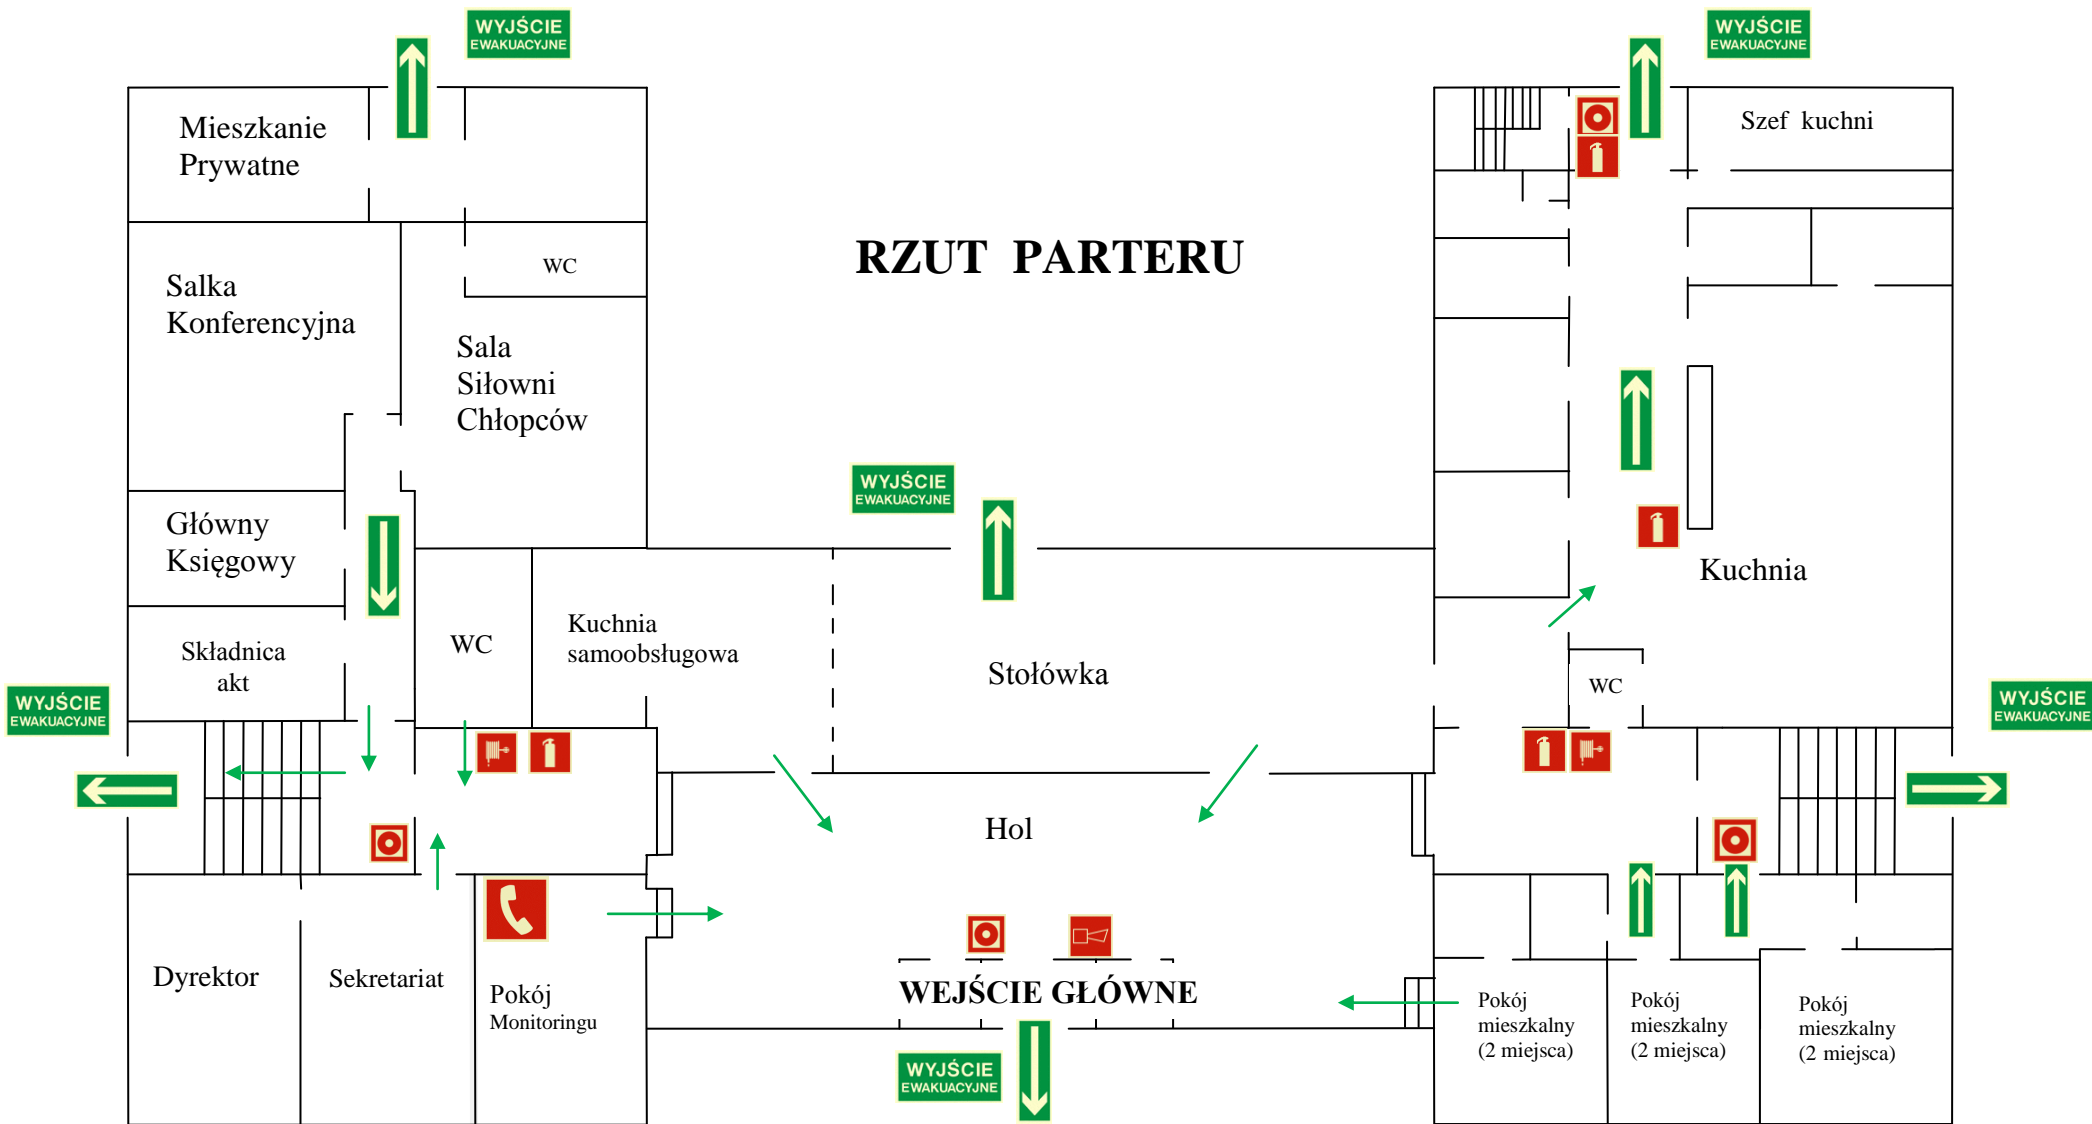 WYJŚCIE
EWAKUACYJNE
WYJŚCIE
EWAKUACYJNE
Mieszkanie
Prywatne
Szef kuchni
RZUT PARTERU
WC
Salka
Konferencyjna
Sala
Siłowni
Chłopców
WYJŚCIE
EWAKUACYJNE
Główny
Księgowy
Kuchnia
Składnica
akt
WC
Kuchnia
samoobsługowa
Stołówka
WC
WYJŚCIE
EWAKUACYJNE
WYJŚCIE
EWAKUACYJNE
Hol
Dyrektor
Sekretariat
Pokój
Monitoringu
WEJŚCIE GŁÓWNE
Pokój
mieszkalny
(2 miejsca)
Pokój
mieszkalny
(2 miejsca)
Pokój
mieszkalny
(2 miejsca)
WYJŚCIE
EWAKUACYJNE